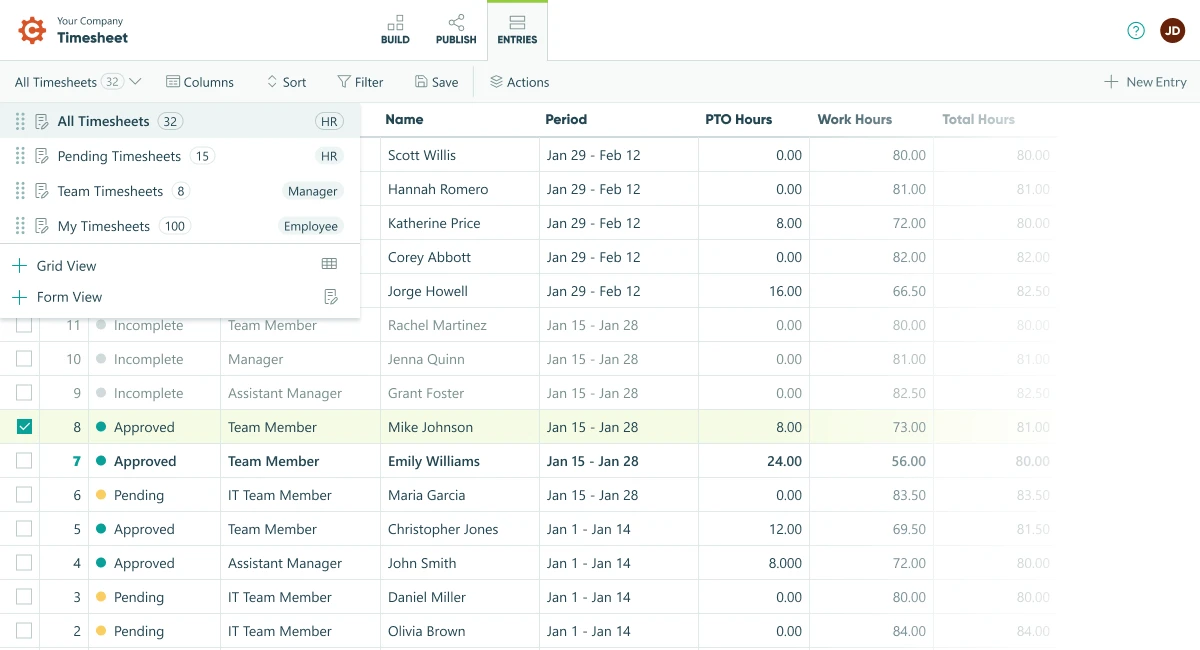 Your Company
Timesheet
BUILD
PUBLISH
ENTRIES
?
JD
All Timesheets 32
Columns
Sort
Filter
Save
Actions
New Entry
All Timesheets 32 HR
Pending Timesheets 15 HR
Team Timesheets 8 Manager
My Timesheets 100 Employee
Grid View
Form View
Name Period PTO Hours Work Hours Total Hours
Scott Willis Jan 29 - Feb 12 0.00 80.00 80.00
Hannah Romero Jan 29 - Feb 12 0.00 81.00 81.00
Katherine Price Jan 29 - Feb 12 8.00 72.00 80.00
Corey Abbott Jan 29 - Feb 12 0.00 82.00 82.00
Jorge Howell Jan 29 - Feb 12 16.00 66.50 82.50
11 Incomplete Team Member Rachel Martinez Jan 15 - Jan 28 0.00 80.00 80.00
10 Incomplete Manager Jenna Quinn Jan 15 - Jan 28 0.00 81.00 81.00
9 Incomplete Assistant Manager Grant Foster Jan 15 - Jan 28 0.00 82.50 82.50
8 Approved Team Member Mike Johnson Jan 15 - Jan 28 8.00 73.00 81.00
7 Approved Team Member Emily Williams Jan 15 - Jan 28 24.00 56.00 80.00
6 Pending IT Team Member Maria Garcia Jan 15 - Jan 28 0.00 83.50 83.50
5 Approved Team Member Christopher Jones Jan 1 - Jan 14 12.00 69.50 81.50
4 Approved Assistant Manager John Smith Jan 1 - Jan 14 8.000 72.00 80.00
3 Pending IT Team Member Daniel Miller Jan 1 - Jan 14 0.00 80.00 80.00
2 Pending IT Team Member Olivia Brown Jan 1 - Jan 14 0.00 84.00 84.00